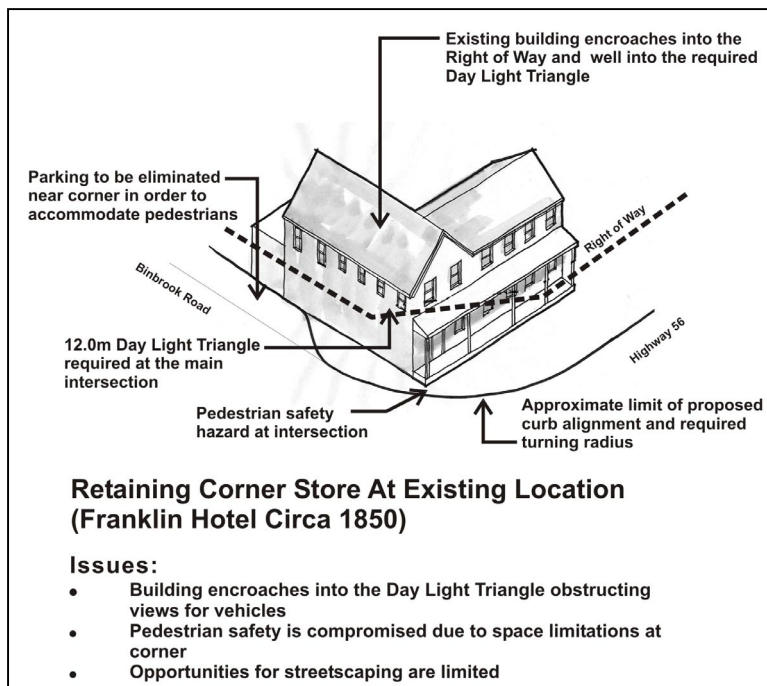 Existing building encroaches into the
Right of Way and well into the required
Day Light Triangle
Parking to be eliminated
near corner in order to
accommodate pedestrians
Right of Way
Binbrook Road
Highway 56
12.0m Day Light Triangle
required at the main
intersection
Pedestrian safety
hazard at intersection
Approximate limit of proposed
curb alignment and required
turning radius
Retaining Corner Store At Existing Location
(Franklin Hotel Circa 1850)
Issues:
• Building encroaches into the Day Light Triangle obstructing
views for vehicles
• Pedestrian safety is compromised due to space limitations at
corner
• Opportunities for streetscaping are limited